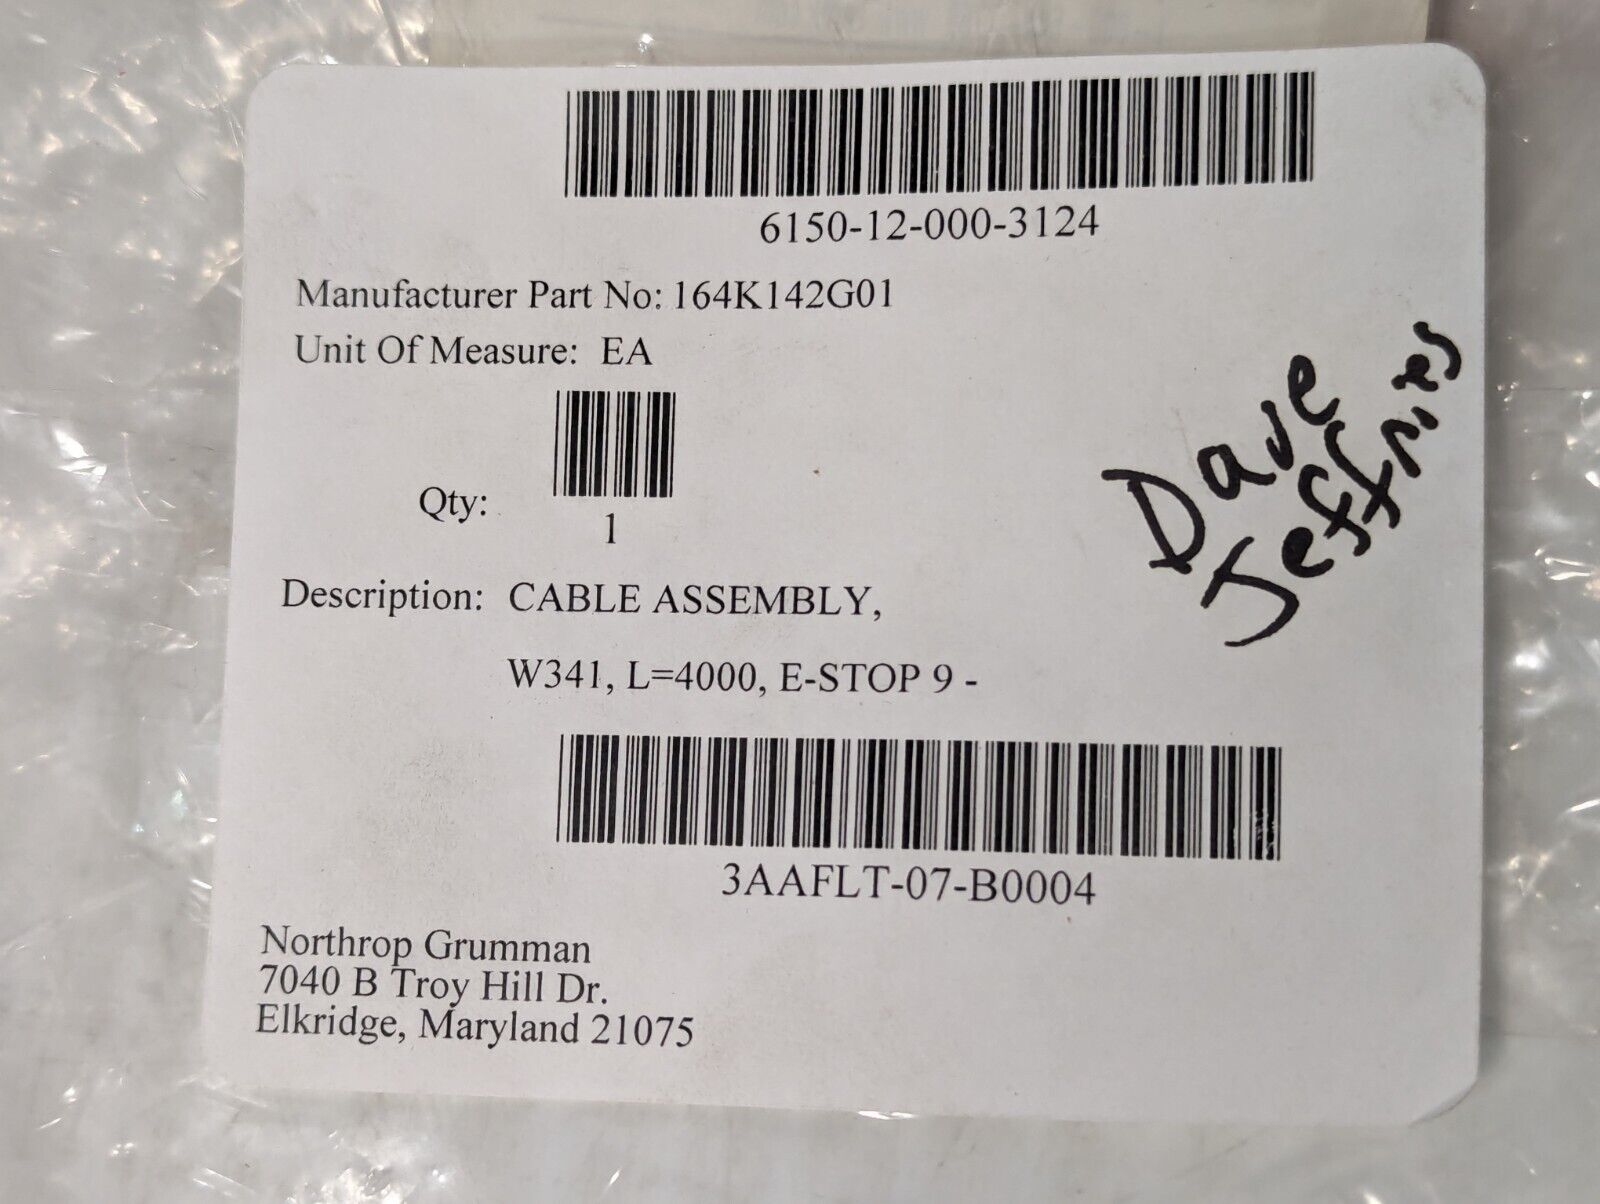 6150-12-000-3124
Manufacturer Part No: 164K142G01
Unit Of Measure: EA
Qty:
1
Dave
Jeffries
Description: CABLE ASSEMBLY,
W341, L=4000, E-STOP 9 -
3AAFLT-07-B0004
Northrop Grumman
7040 B Troy Hill Dr.
Elkridge, Maryland 21075